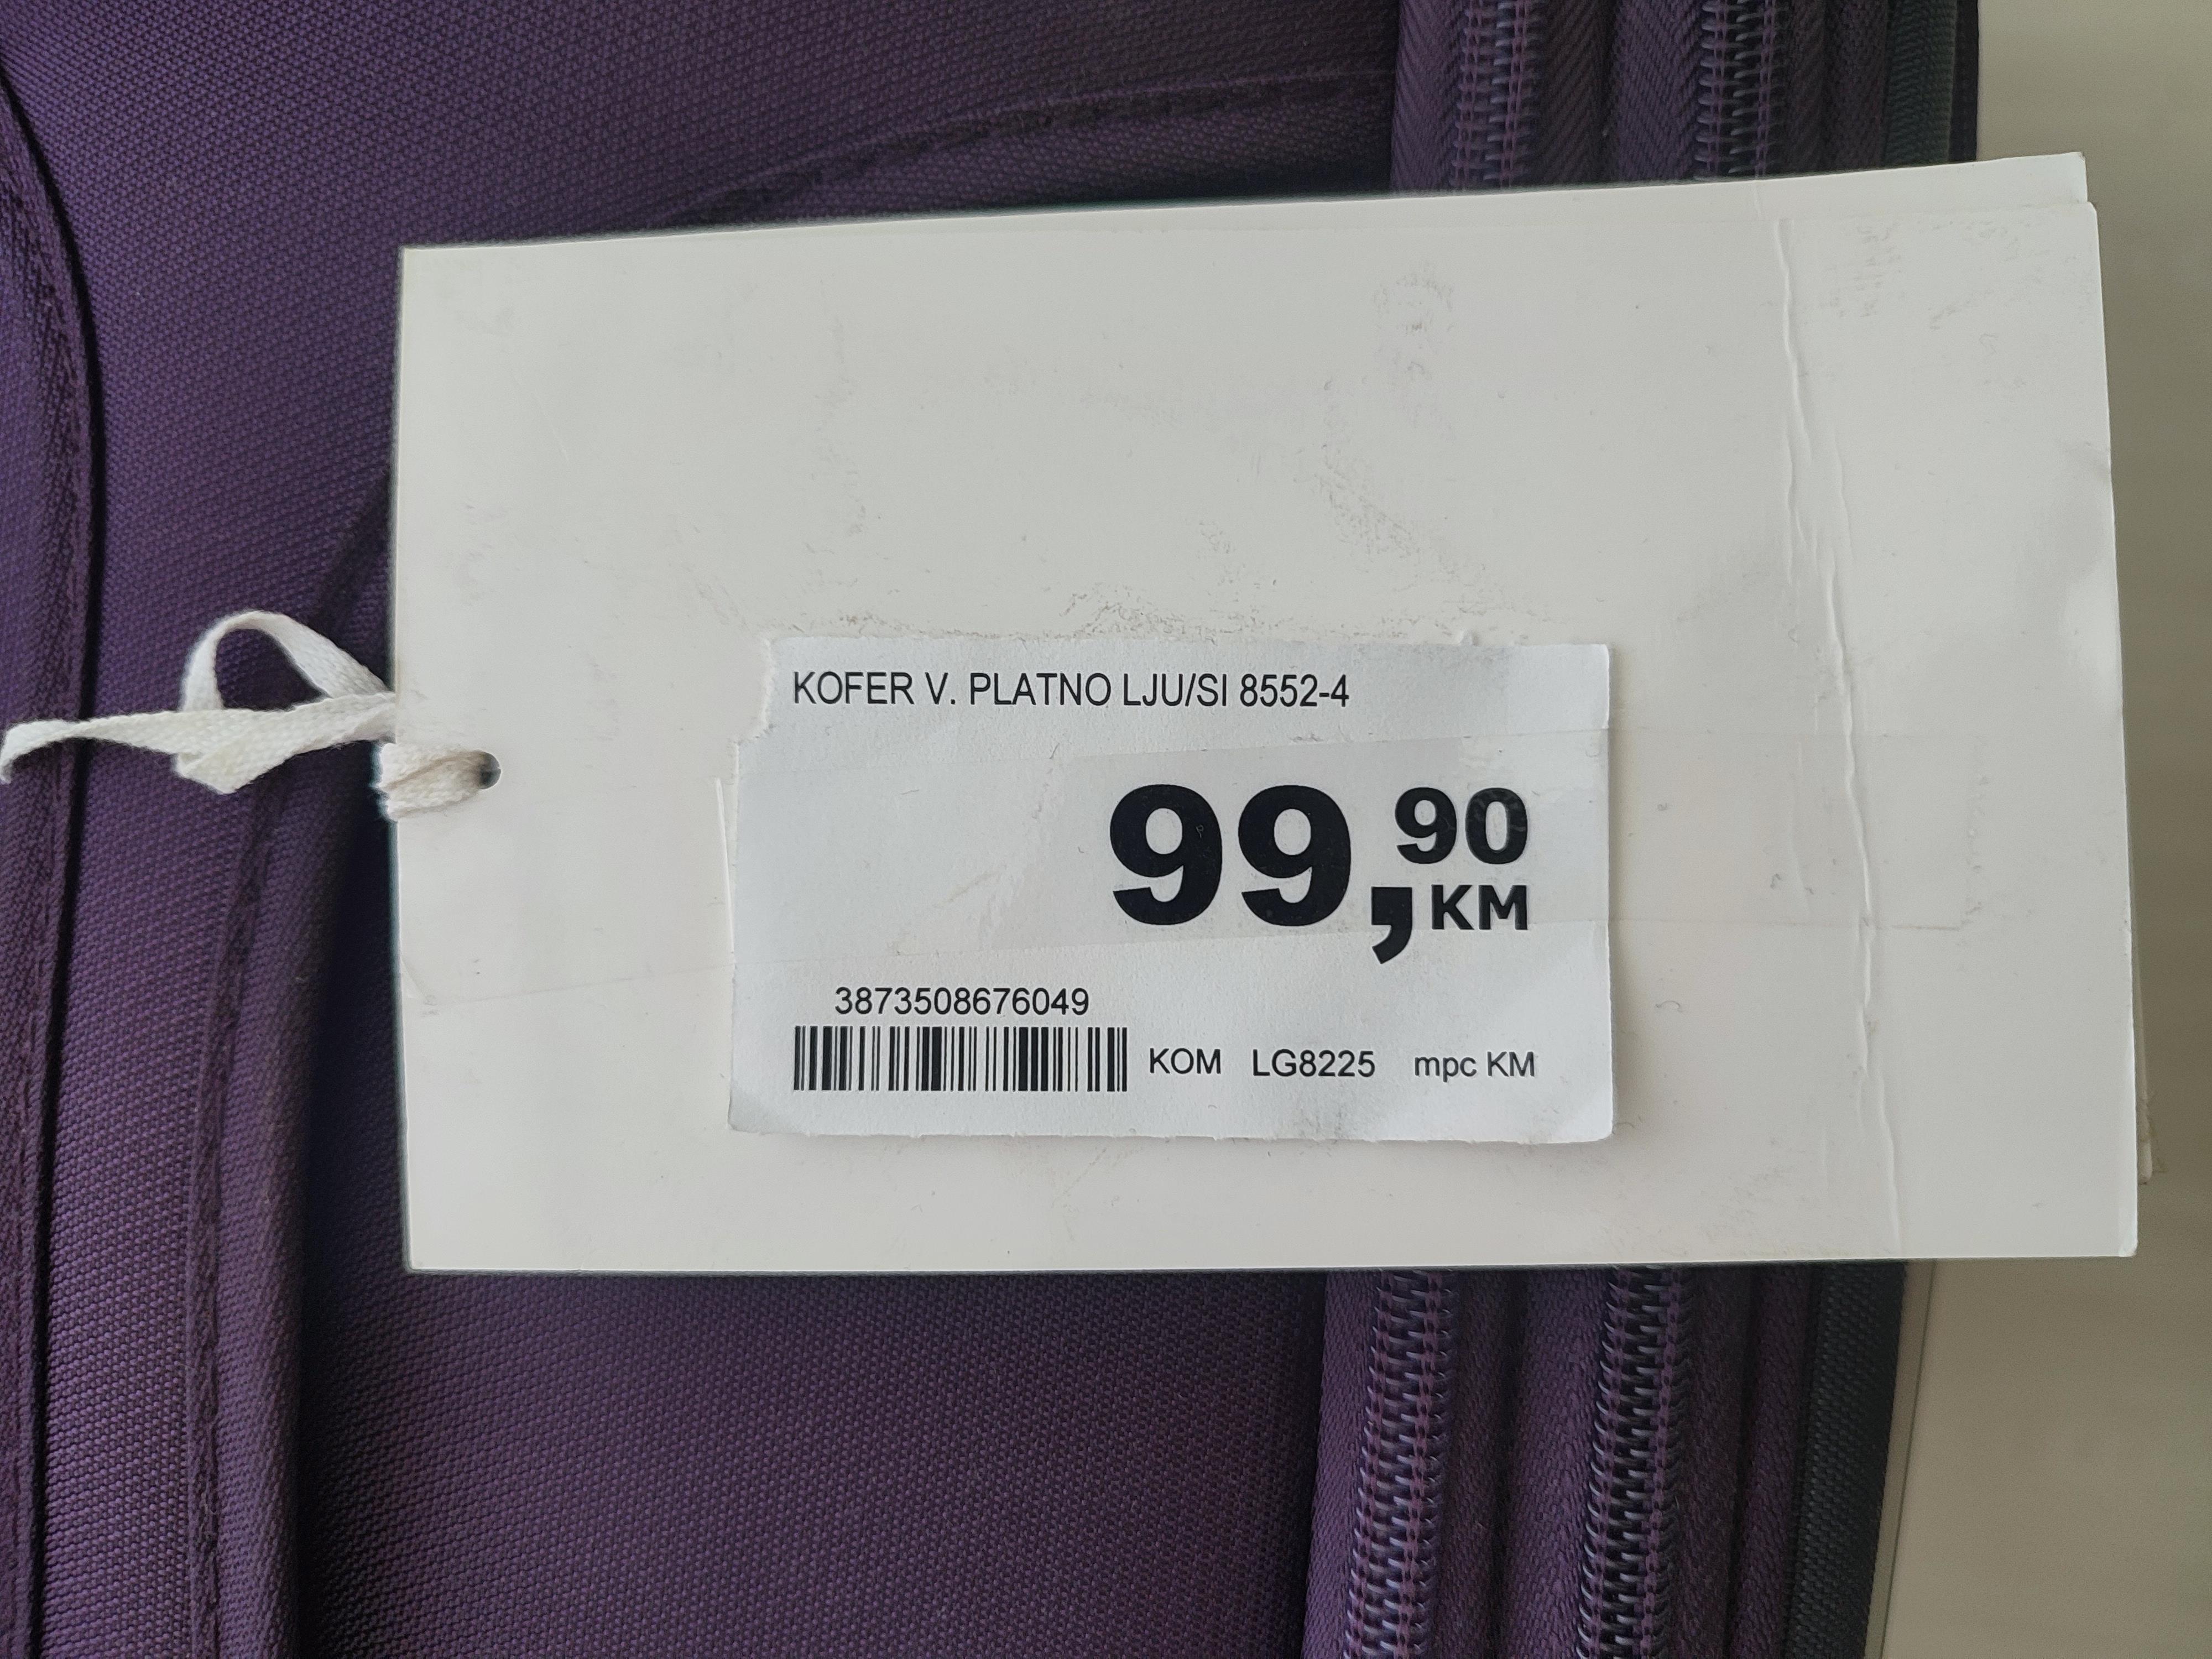 KOFER V. PLATNO LJU/SI 8552-4
99,90 KM
3873508676049
KOM LG8225 mpc KM